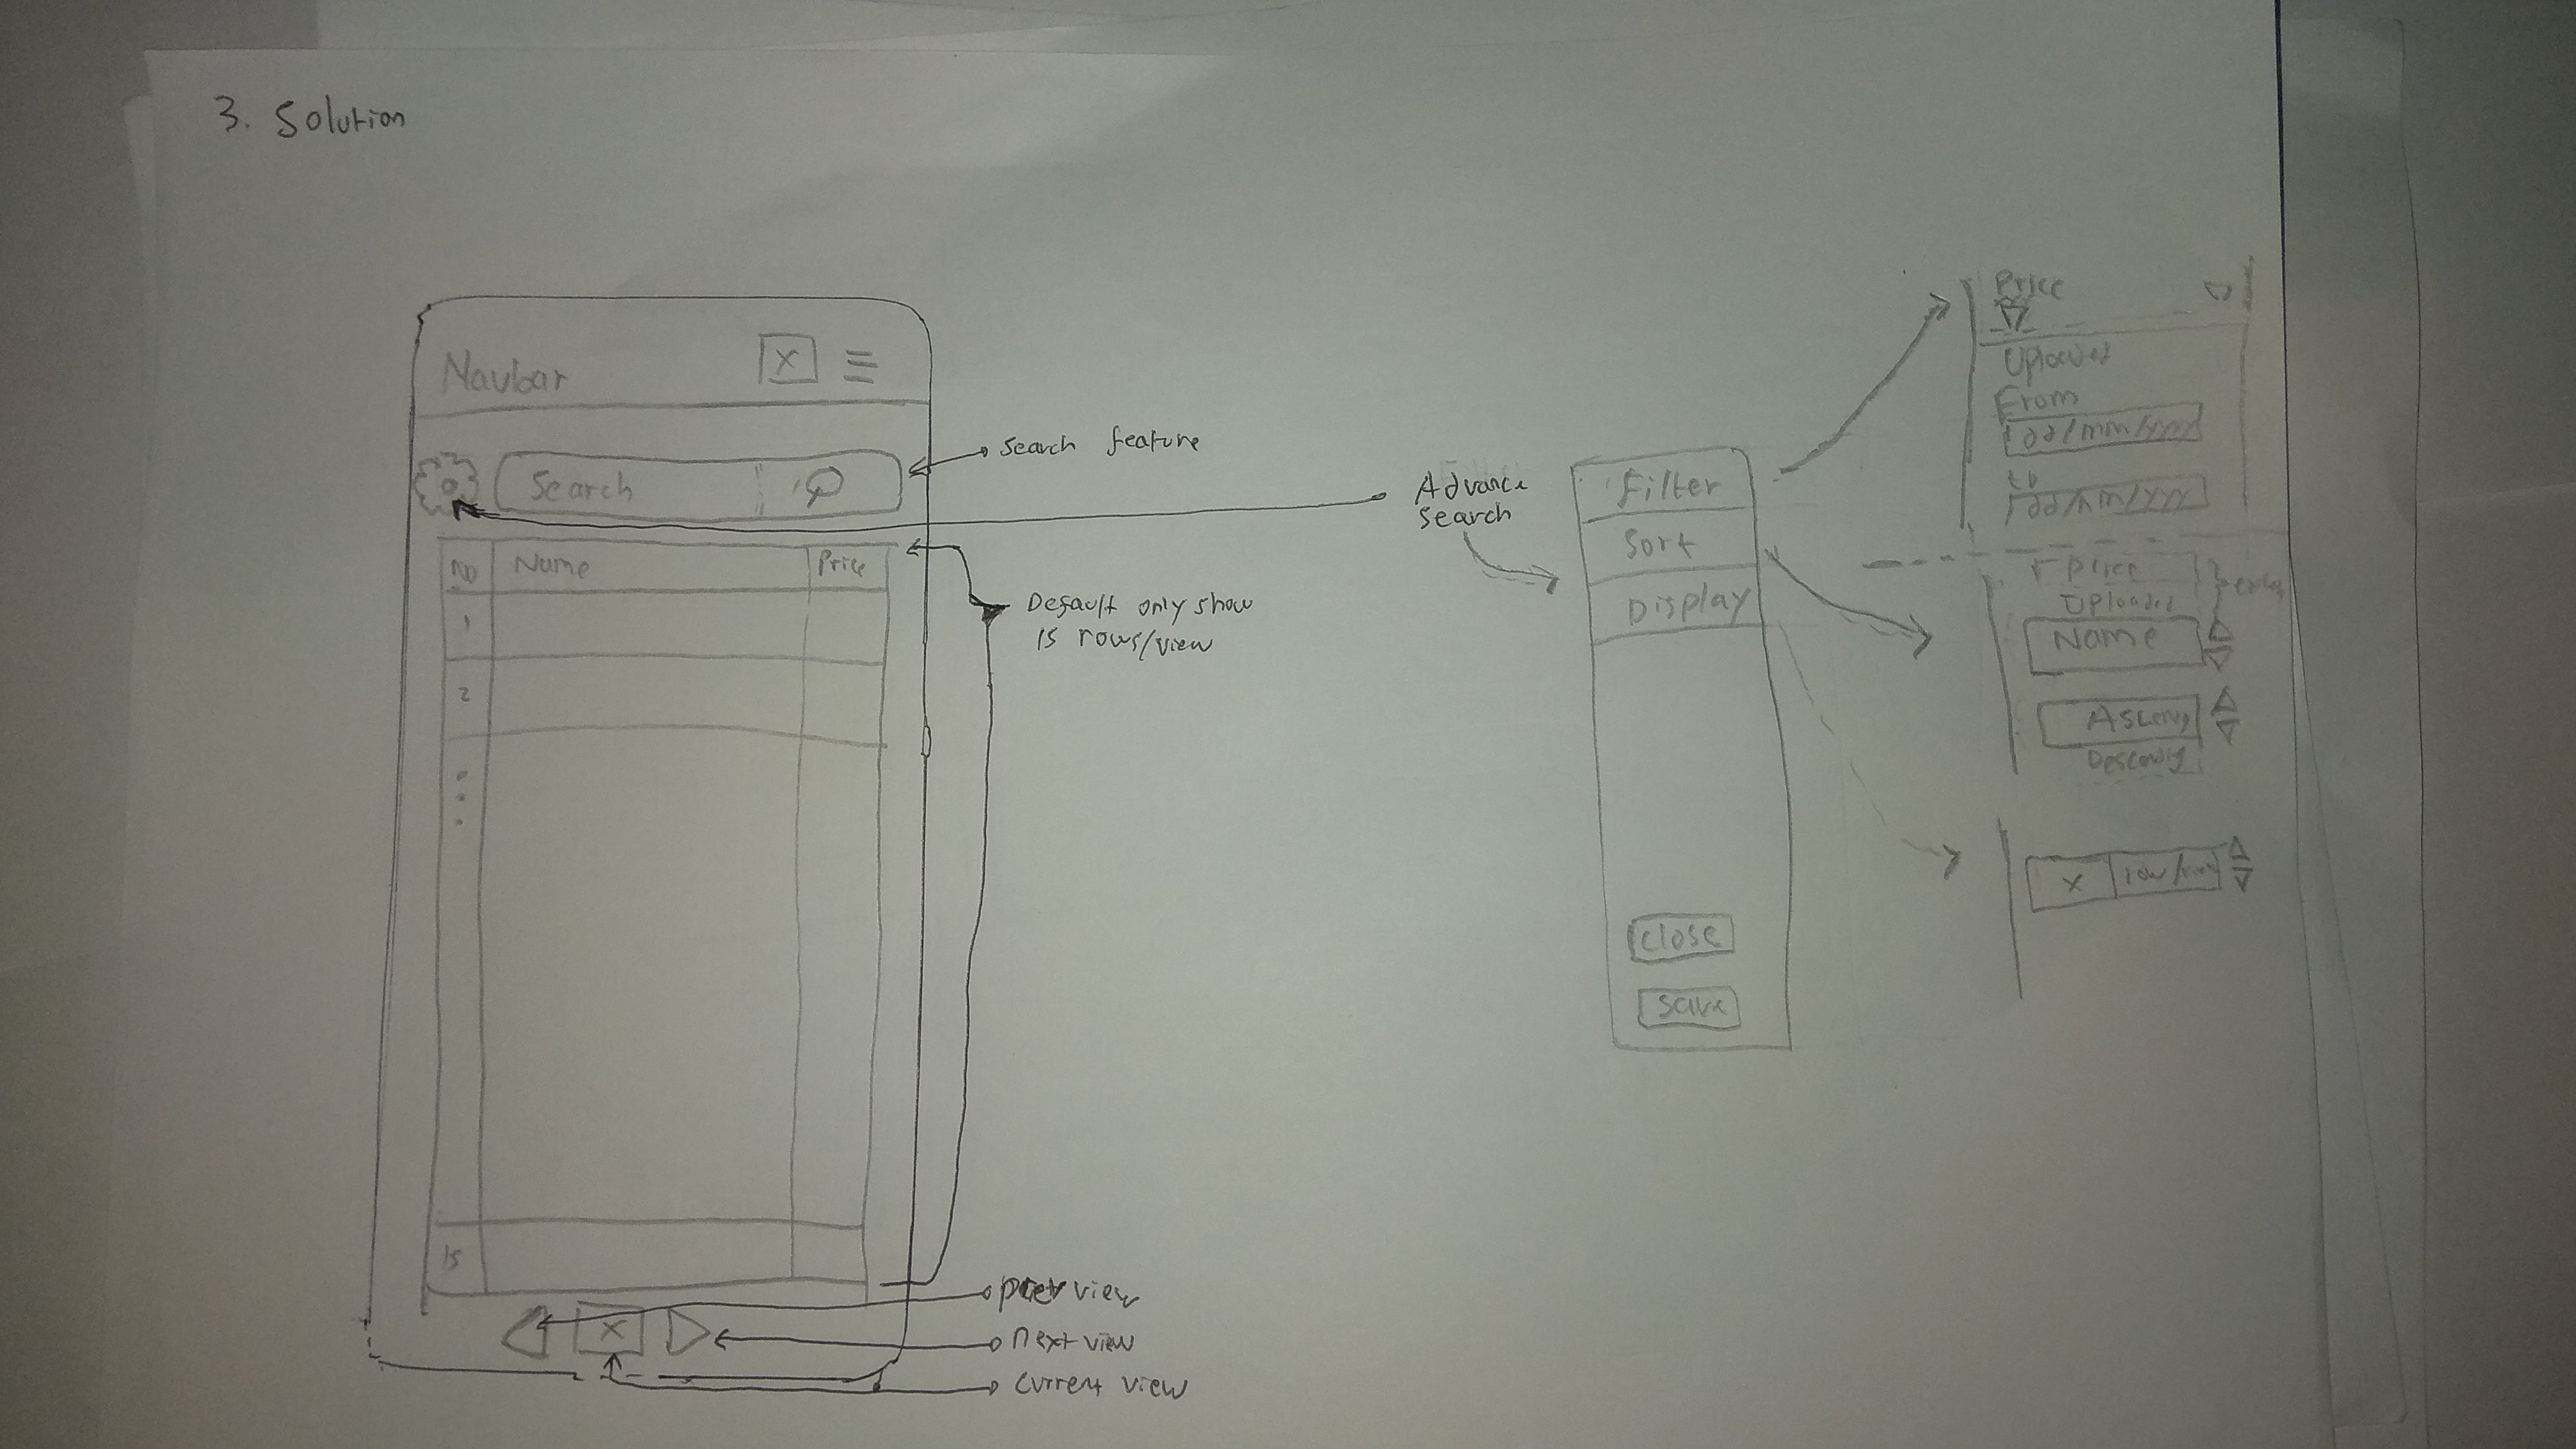 3. Solution
Navbar
X
Search
Search feature
No
Name
Price
1
2
15
Default only show
15 rows/view
view
next view
current view
X
Advance
search
Filter
Sort
Display
close
save
Price
Uploaded
From
dd/mm/yyyy
to
dd/mm/yyy
Price
Uploaded
Name
Descending
X
row/view